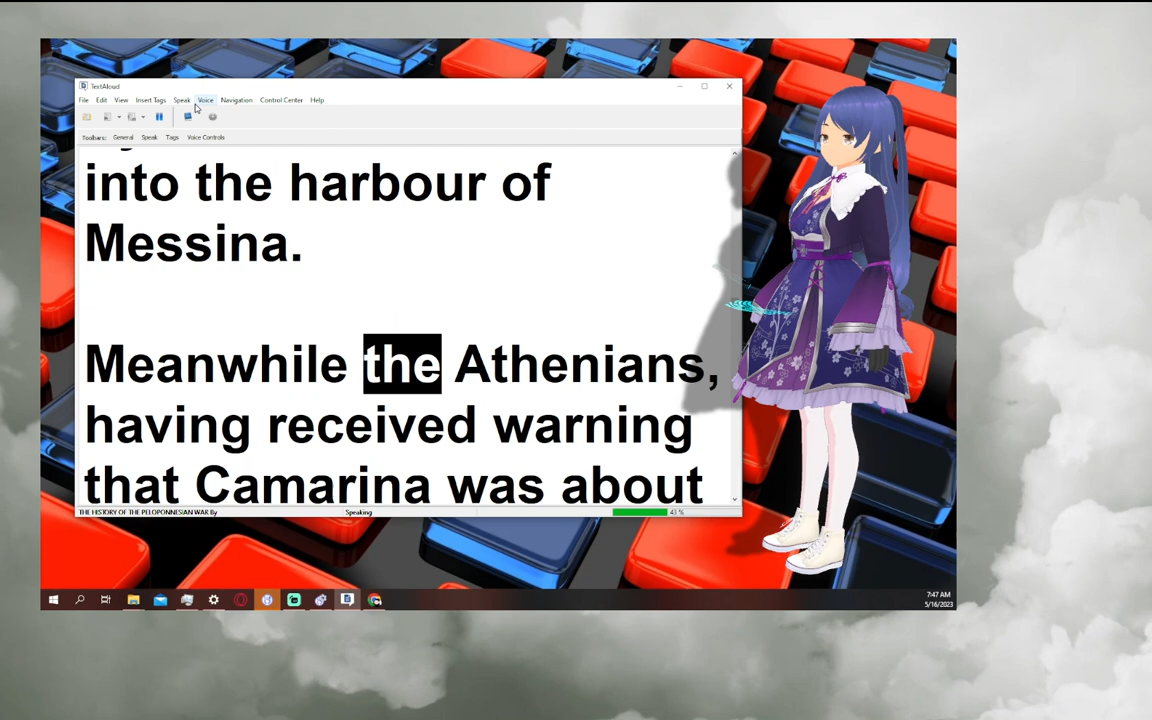 TextAloud
File Edit View Insert Tags Speak Voice Navigation Control Center Help
Toolbars: General Speak Tags Voice Controls
into the harbour of
Messina.
Meanwhile the Athenians,
having received warning
that Camarina was about
THE HISTORY OF THE PELOPONNESIAN WAR By Speaking 43 %
7:47 AM
5/16/2023